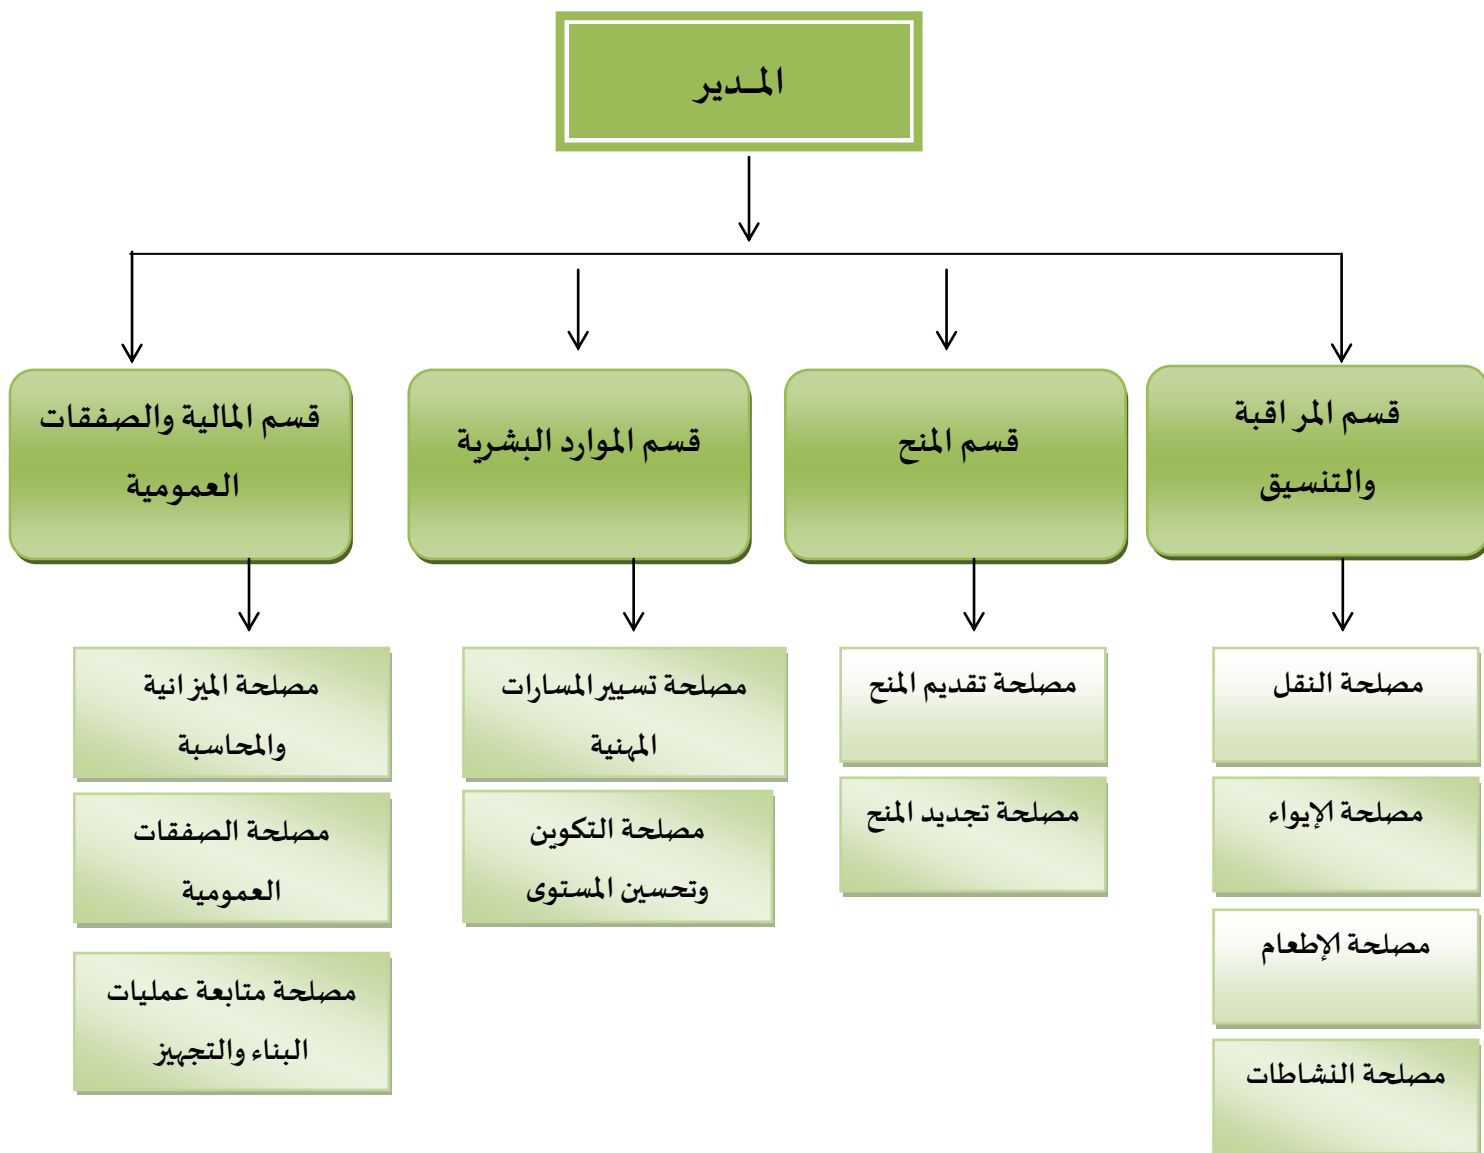 المـدير
قسم المراقبة
والتنسيق
قسم المنح
قسم الموارد البشرية
قسم المالية والصفقات
العمومية
مصلحة النقل
مصلحة الإيواء
مصلحة الإطعام
مصلحة النشاطات
مصلحة تقديم المنح
مصلحة تجديد المنح
مصلحة تسيير المسارات
المهنية
مصلحة التكوين
وتحسين المستوى
مصلحة الميزانية
والمحاسبة
مصلحة الصفقات
العمومية
مصلحة متابعة عمليات
البناء والتجهيز